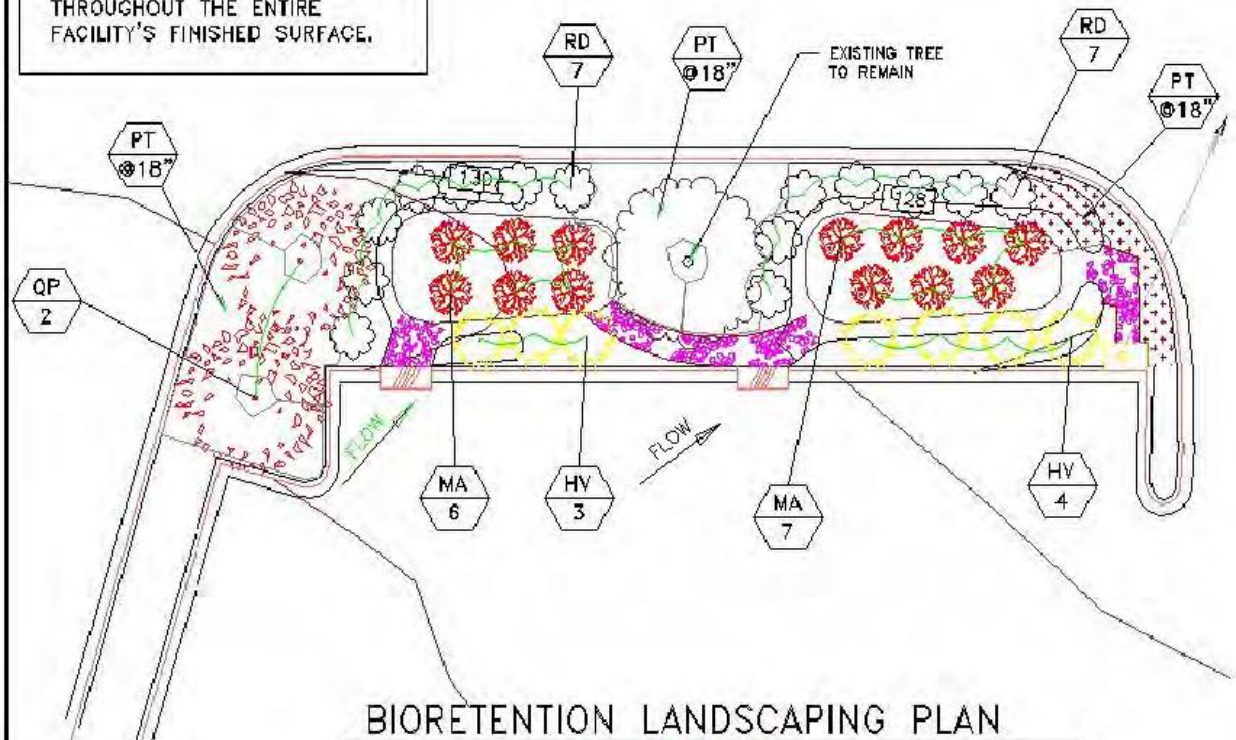 THROUGHOUT THE ENTIRE
FACILITY'S FINISHED SURFACE.
RD
7
PT
@18"
EXISTING TREE
TO REMAIN
RD
7
PT
@18"
PT
@18"
128
QP
2
FLOW
FLOW
MA
6
HV
3
MA
7
HV
4
BIORETENTION LANDSCAPING PLAN